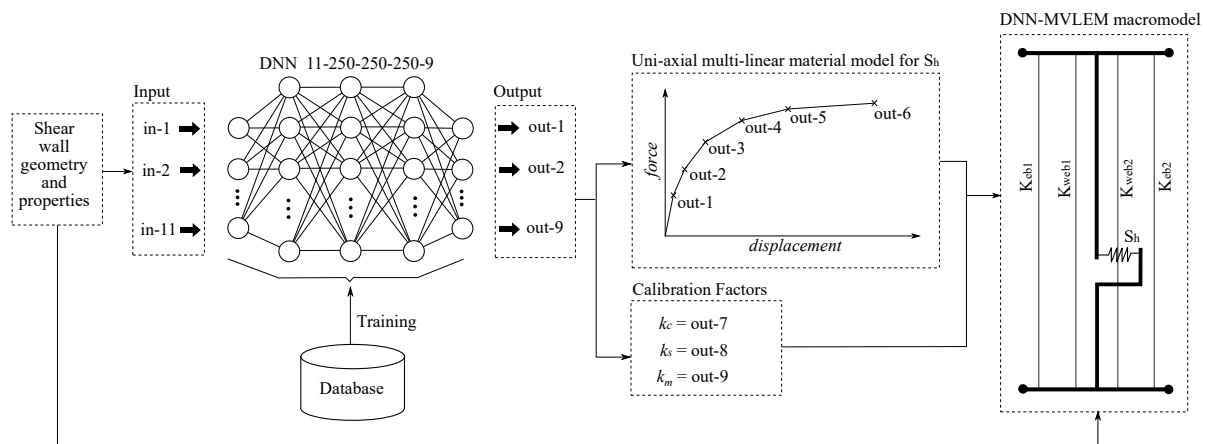 DNN-MVLEM macromodel
DNN 11-250-250-250-9
Uni-axial multi-linear material model for Sh
Input
Output
Shear
wall
geometry
and
properties
in-1
in-2
in-11
out-1
out-2
out-9
force
out-1
out-2
out-3
out-4
out-5
out-6
displacement
Training
Database
Calibration Factors
kc = out-7
ks = out-8
km = out-9
Keb1
Kweb1
Kweb2
Keb2
Sh